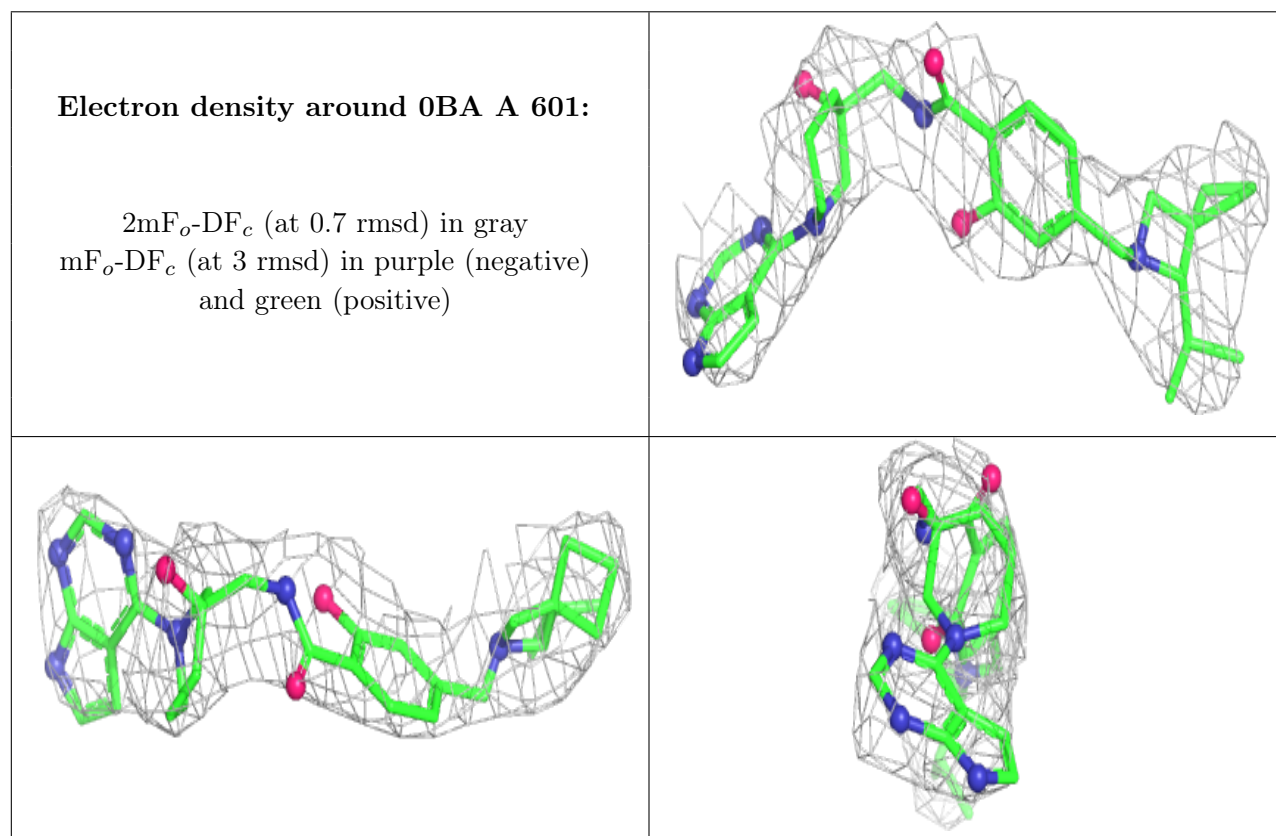 Electron density around 0BA A 601:
2mFo-DFc (at 0.7 rmsd) in gray
mFo-DFc (at 3 rmsd) in purple (negative)
and green (positive)